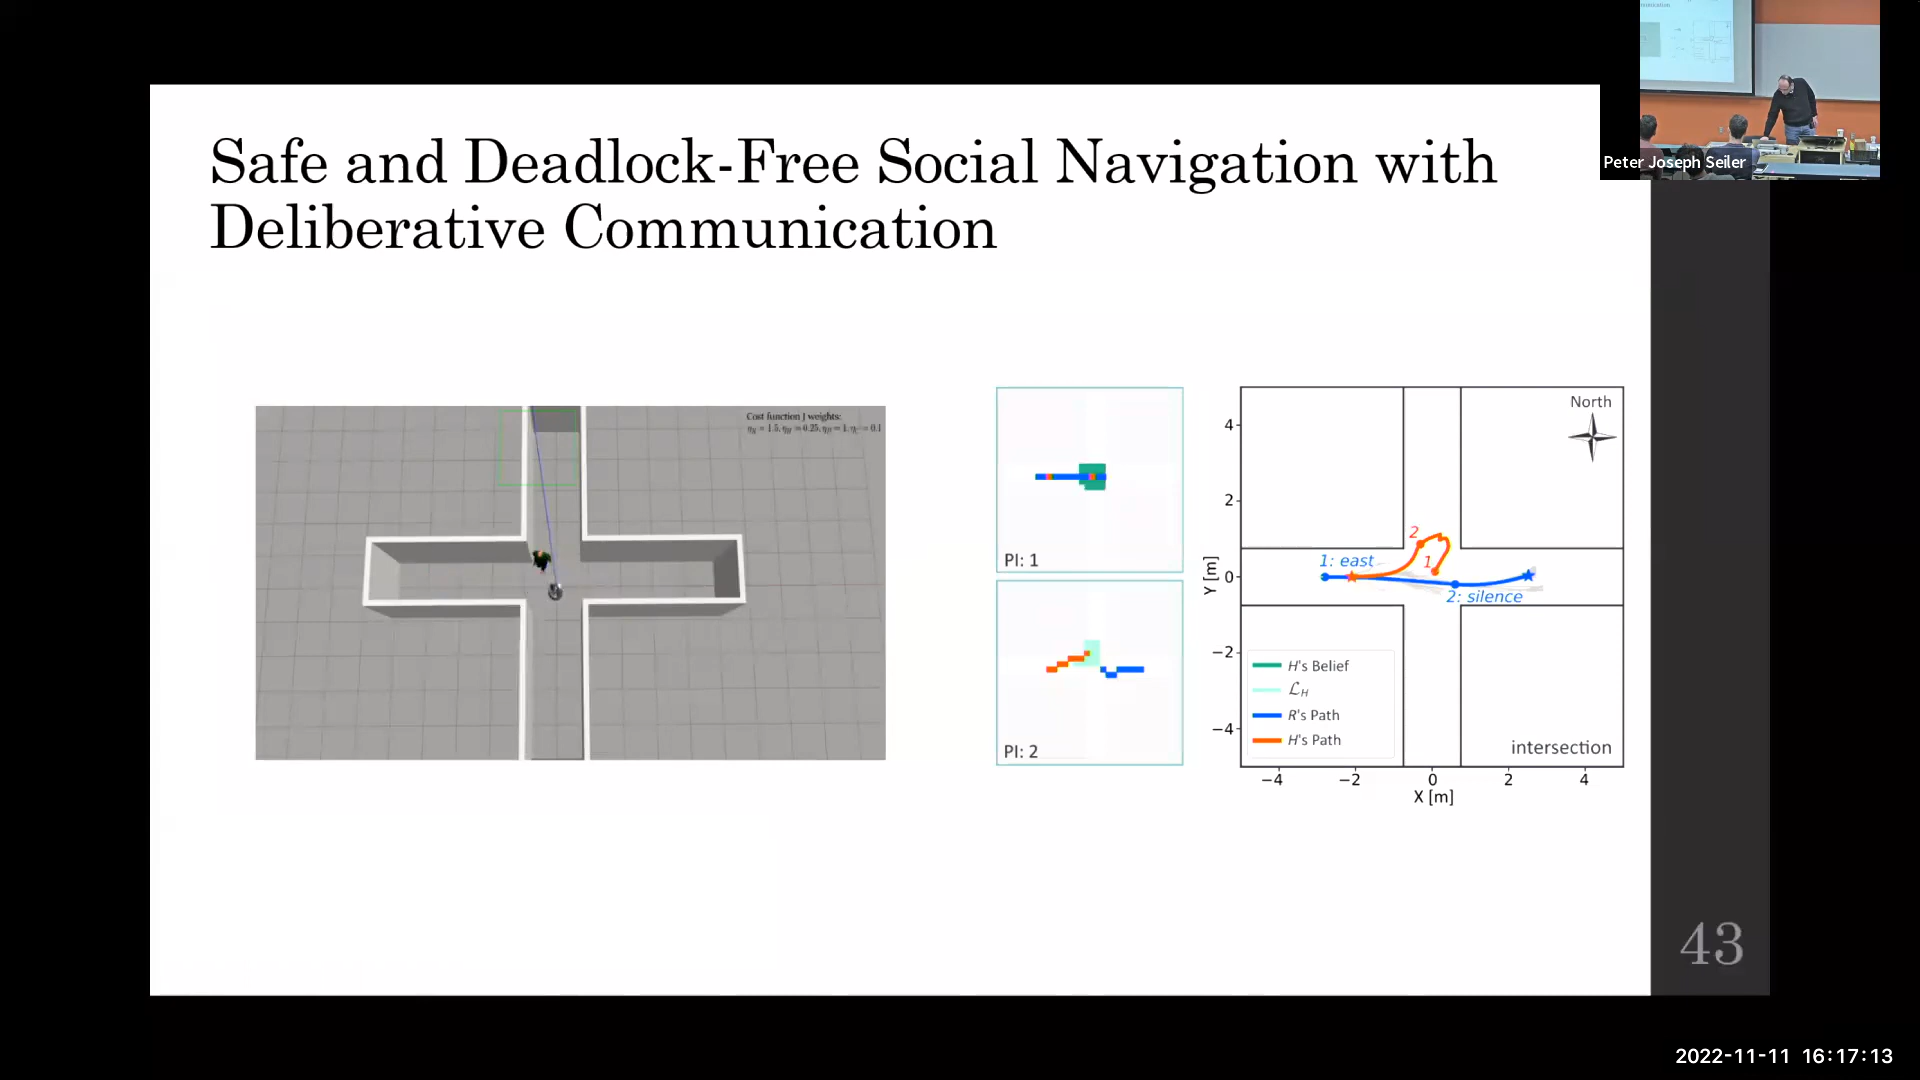 Safe and Deadlock-Free Social Navigation with
Deliberative Communication
Peter Joseph Seiler
Cost function J weights:
PI: 1
PI: 2
North
4
2
0
−2
−4
Y [m]
1: east
2
1
2: silence
H's Belief
ℒH
R's Path
H's Path
intersection
−4 −2 0 2 4
X [m]
43
2022-11-11 16:17:13